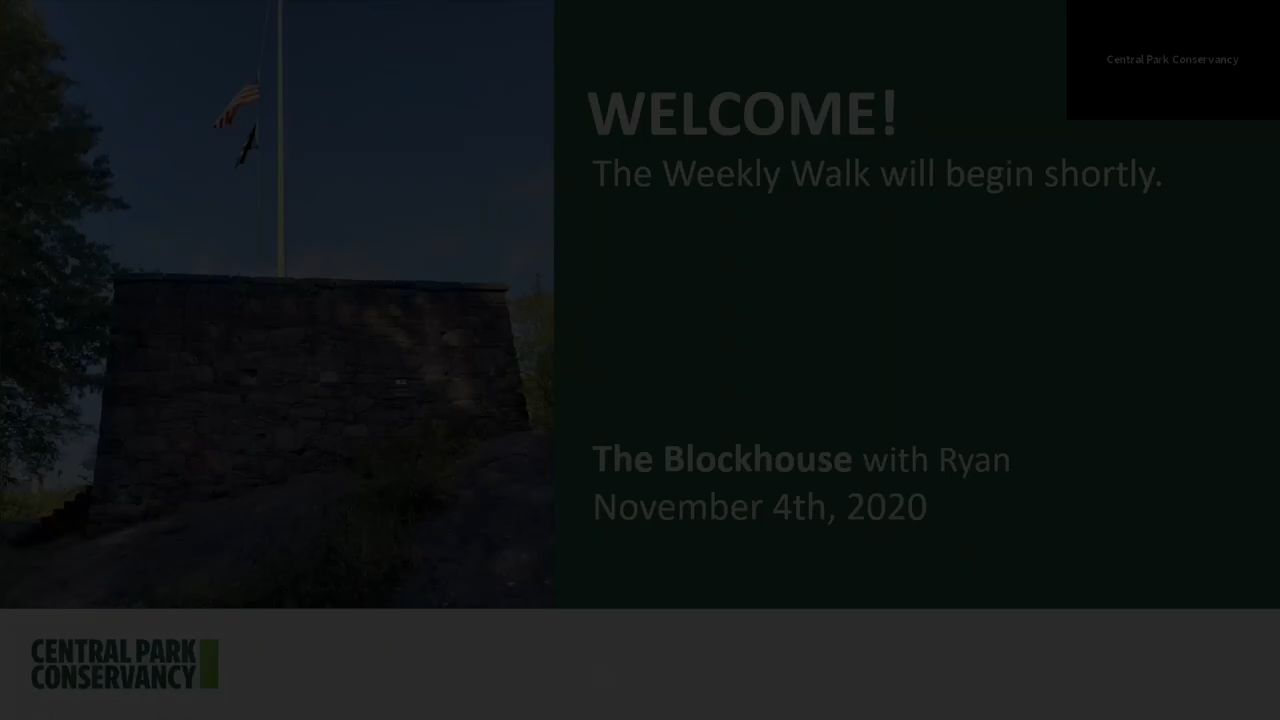 Central Park Conservancy
WELCOME!
The Weekly Walk will begin shortly.
The Blockhouse with Ryan
November 4th, 2020
CENTRAL PARK
CONSERVANCY